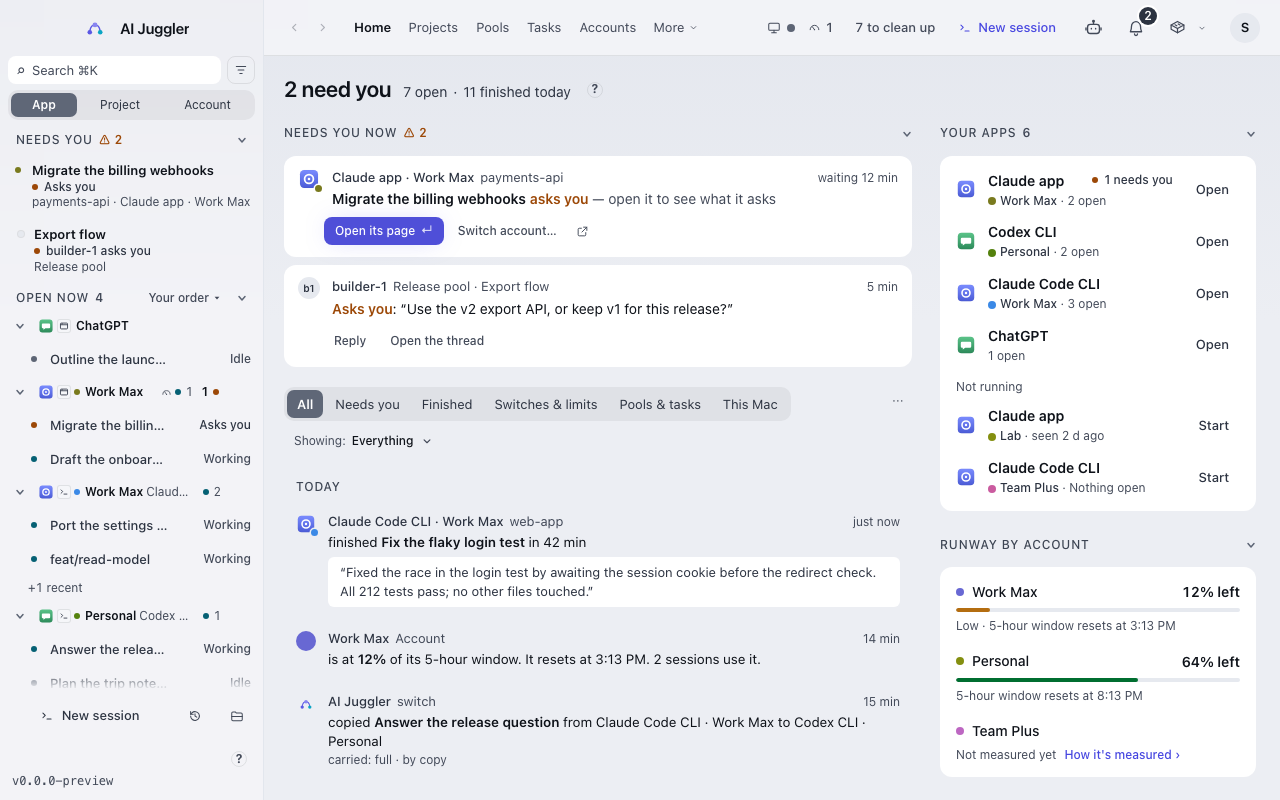 AI Juggler
Search ⌘K
App Project Account
NEEDS YOU 2
Migrate the billing webhooks
Asks you
payments-api · Claude app · Work Max
Export flow
builder-1 asks you
Release pool
OPEN NOW 4 Your order
ChatGPT
Outline the launc... Idle
Work Max 1 1
Migrate the billin... Asks you
Draft the onboar... Working
Work Max Claud... 2
Port the settings ... Working
feat/read-model Working
+1 recent
Personal Codex ... 1
Answer the relea... Working
Plan the trip note... Idle
New session
?
v0.0.0-preview
Home Projects Pools Tasks Accounts More
1 7 to clean up New session 2 S
2 need you 7 open · 11 finished today ?
NEEDS YOU NOW 2
Claude app · Work Max payments-api waiting 12 min
Migrate the billing webhooks asks you — open it to see what it asks
Open its page ↵ Switch account...
b1 builder-1 Release pool · Export flow 5 min
Asks you: “Use the v2 export API, or keep v1 for this release?”
Reply Open the thread
All Needs you Finished Switches & limits Pools & tasks This Mac ...
Showing: Everything
TODAY
Claude Code CLI · Work Max web-app just now
finished Fix the flaky login test in 42 min
“Fixed the race in the login test by awaiting the session cookie before the redirect check.
All 212 tests pass; no other files touched.”
Work Max Account 14 min
is at 12% of its 5-hour window. It resets at 3:13 PM. 2 sessions use it.
AI Juggler switch 15 min
copied Answer the release question from Claude Code CLI · Work Max to Codex CLI ·
Personal
carried: full · by copy
YOUR APPS 6
Claude app 1 needs you Open
Work Max · 2 open
Codex CLI Open
Personal · 2 open
Claude Code CLI Open
Work Max · 3 open
ChatGPT Open
1 open
Not running
Claude app Start
Lab · seen 2 d ago
Claude Code CLI Start
Team Plus · Nothing open
RUNWAY BY ACCOUNT
Work Max 12% left
Low · 5-hour window resets at 3:13 PM
Personal 64% left
5-hour window resets at 8:13 PM
Team Plus
Not measured yet How it's measured ›